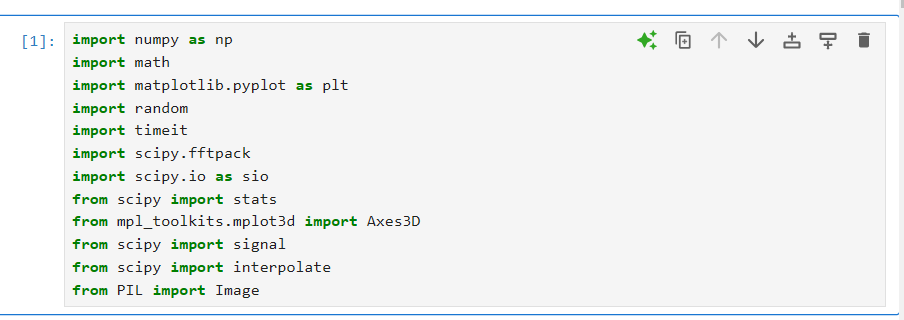 [1]:
import numpy as np
import math
import matplotlib.pyplot as plt
import random
import timeit
import scipy.fftpack
import scipy.io as sio
from scipy import stats
from mpl_toolkits.mplot3d import Axes3D
from scipy import signal
from scipy import interpolate
from PIL import Image